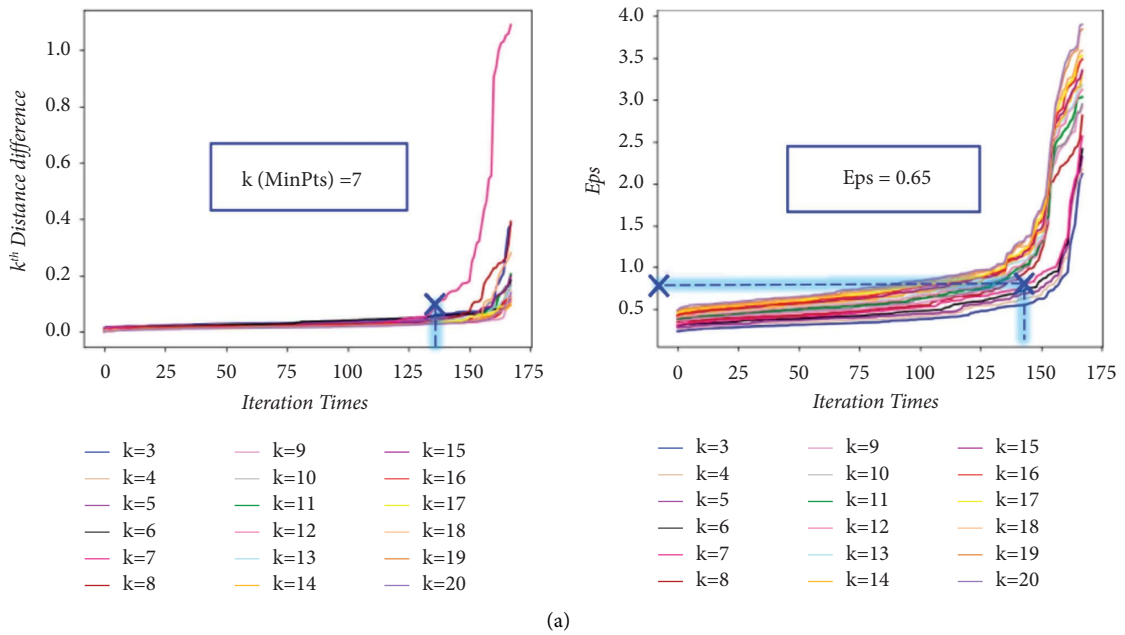 1.0
0.8
0.6
0.4
0.2
0.0
kth Distance difference
k (MinPts) =7
0 25 50 75 100 125 150 175
Iteration Times
k=3 k=9 k=15
k=4 k=10 k=16
k=5 k=11 k=17
k=6 k=12 k=18
k=7 k=13 k=19
k=8 k=14 k=20
4.0
3.5
3.0
2.5
2.0
1.5
1.0
0.5
Eps
Eps = 0.65
0 25 50 75 100 125 150 175
Iteration Times
k=3 k=9 k=15
k=4 k=10 k=16
k=5 k=11 k=17
k=6 k=12 k=18
k=7 k=13 k=19
k=8 k=14 k=20
(a)